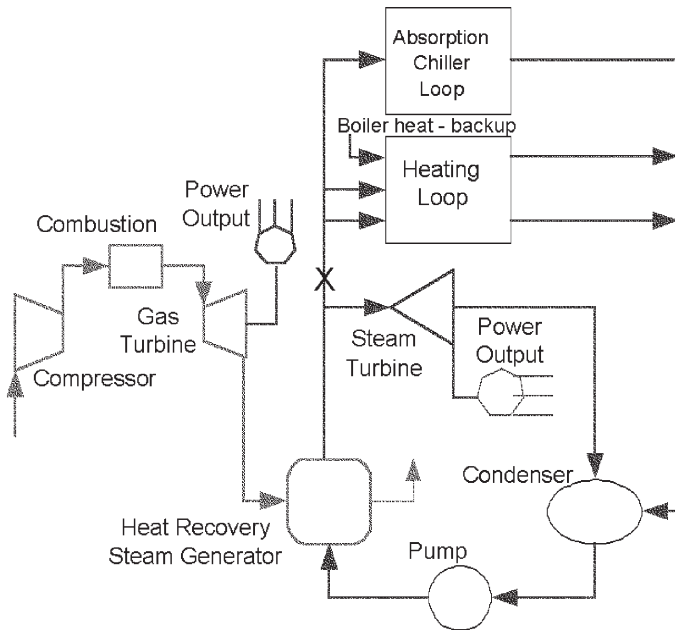 Absorption
Chiller
Loop
Boiler heat - backup
Heating
Loop
Power
Output
Combustion
X
Gas
Turbine
Compressor
Steam
Turbine
Power
Output
Condenser
Heat Recovery
Steam Generator
Pump